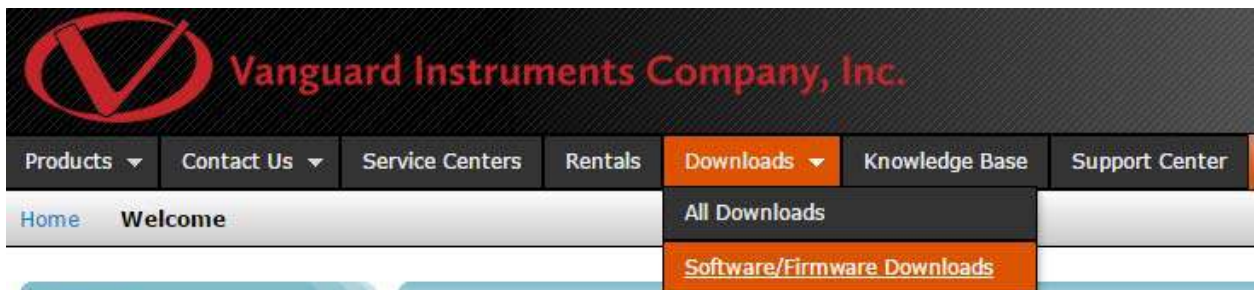 Vanguard Instruments Company, Inc.
Products Contact Us Service Centers Rentals Downloads Knowledge Base Support Center
Home Welcome
All Downloads
Software/Firmware Downloads